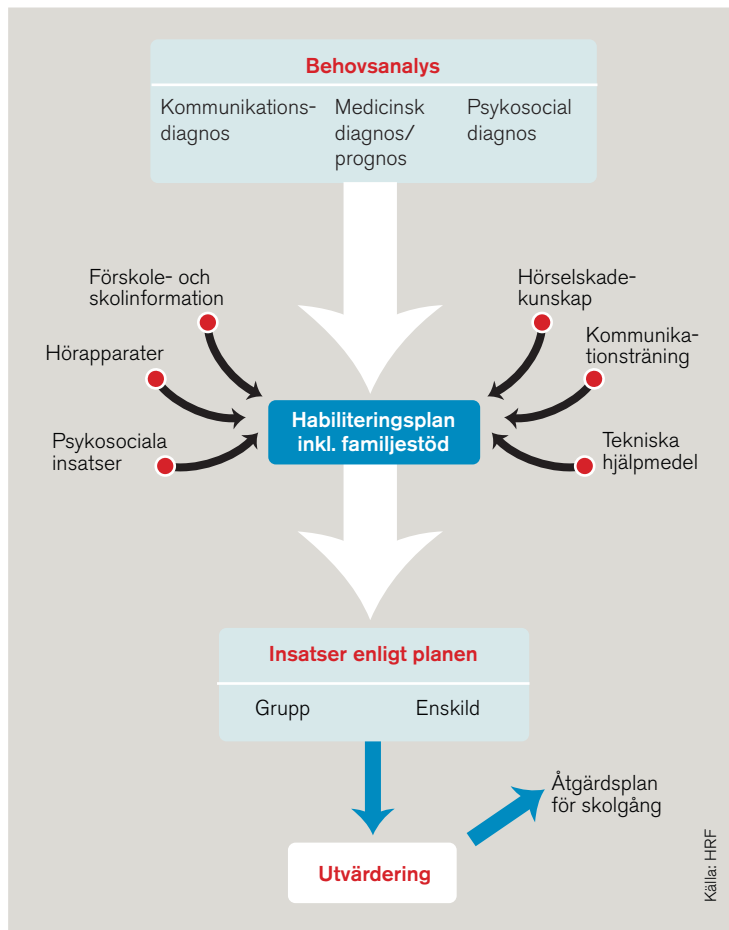 Behovsanalys
Kommunikations-
diagnos
Medicinsk
diagnos/
prognos
Psykosocial
diagnos
Förskole- och
skolinformation
Hörapparater
Psykosociala
insatser
Hörselskade-
kunskap
Kommunika-
tionsträning
Tekniska
hjälpmedel
Habiliteringsplan
inkl. familjestöd
Insatser enligt planen
Grupp
Enskild
Åtgärdsplan
för skolgång
Utvärdering
Källa: HRF